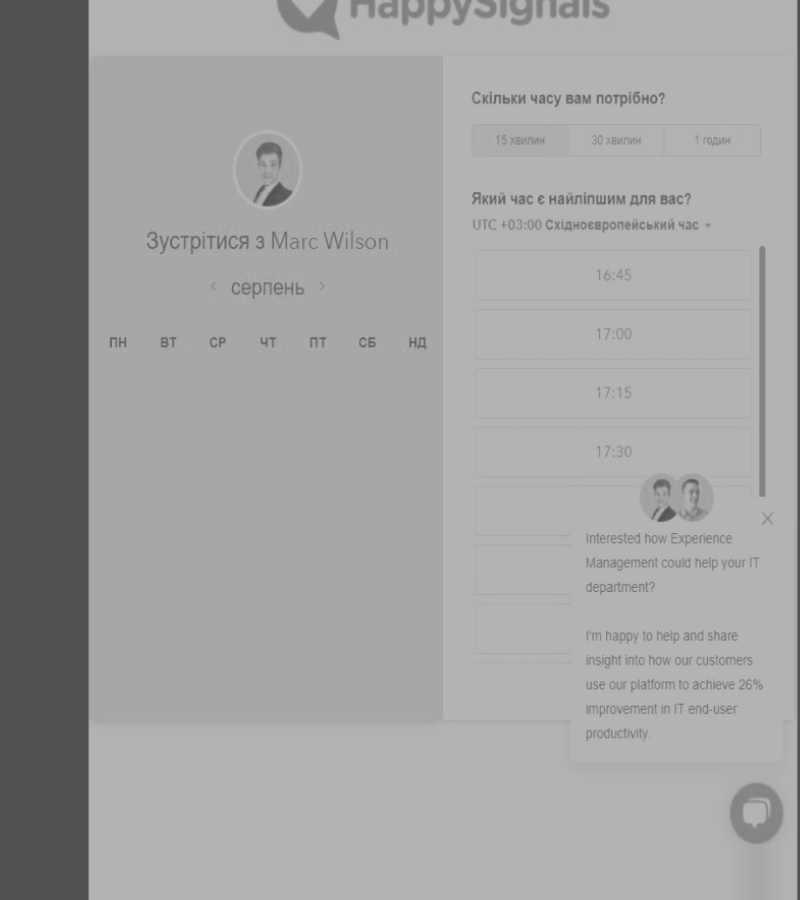 HappySignals
Зустрітися з Marc Wilson
серпень
ПН ВТ СР ЧТ ПТ СБ НД
Скільки часу вам потрібно?
15 хвилин 30 хвилин 1 годин
Який час є найліпшим для вас?
UTC +03:00 Східноєвропейський час
16:45
17:00
17:15
17:30
Interested how Experience
Management could help your IT
department?
I'm happy to help and share
insight into how our customers
use our platform to achieve 26%
improvement in IT end-user
productivity.